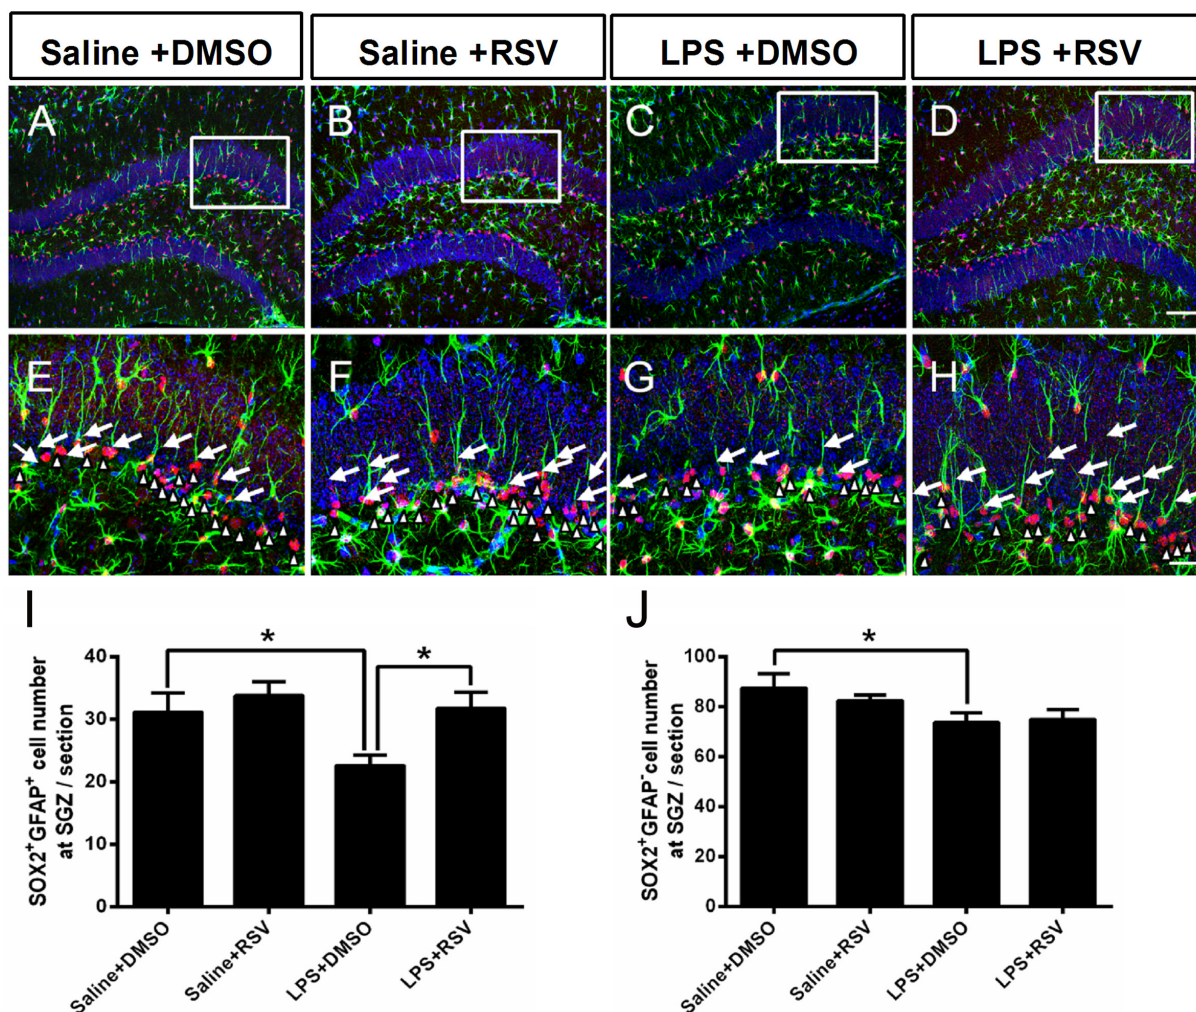 Saline +DMSO
Saline +RSV
LPS +DMSO
LPS +RSV
A
B
C
D
E
F
G
H
I
SOX2⁺GFAP⁺ cell number
at SGZ / section
40
30
20
10
0
*
*
Saline+DMSO
Saline+RSV
LPS+DMSO
LPS+RSV
J
SOX2⁺GFAP⁻cell number
at SGZ / section
100
80
60
40
20
0
*
Saline+DMSO
Saline+RSV
LPS+DMSO
LPS+RSV